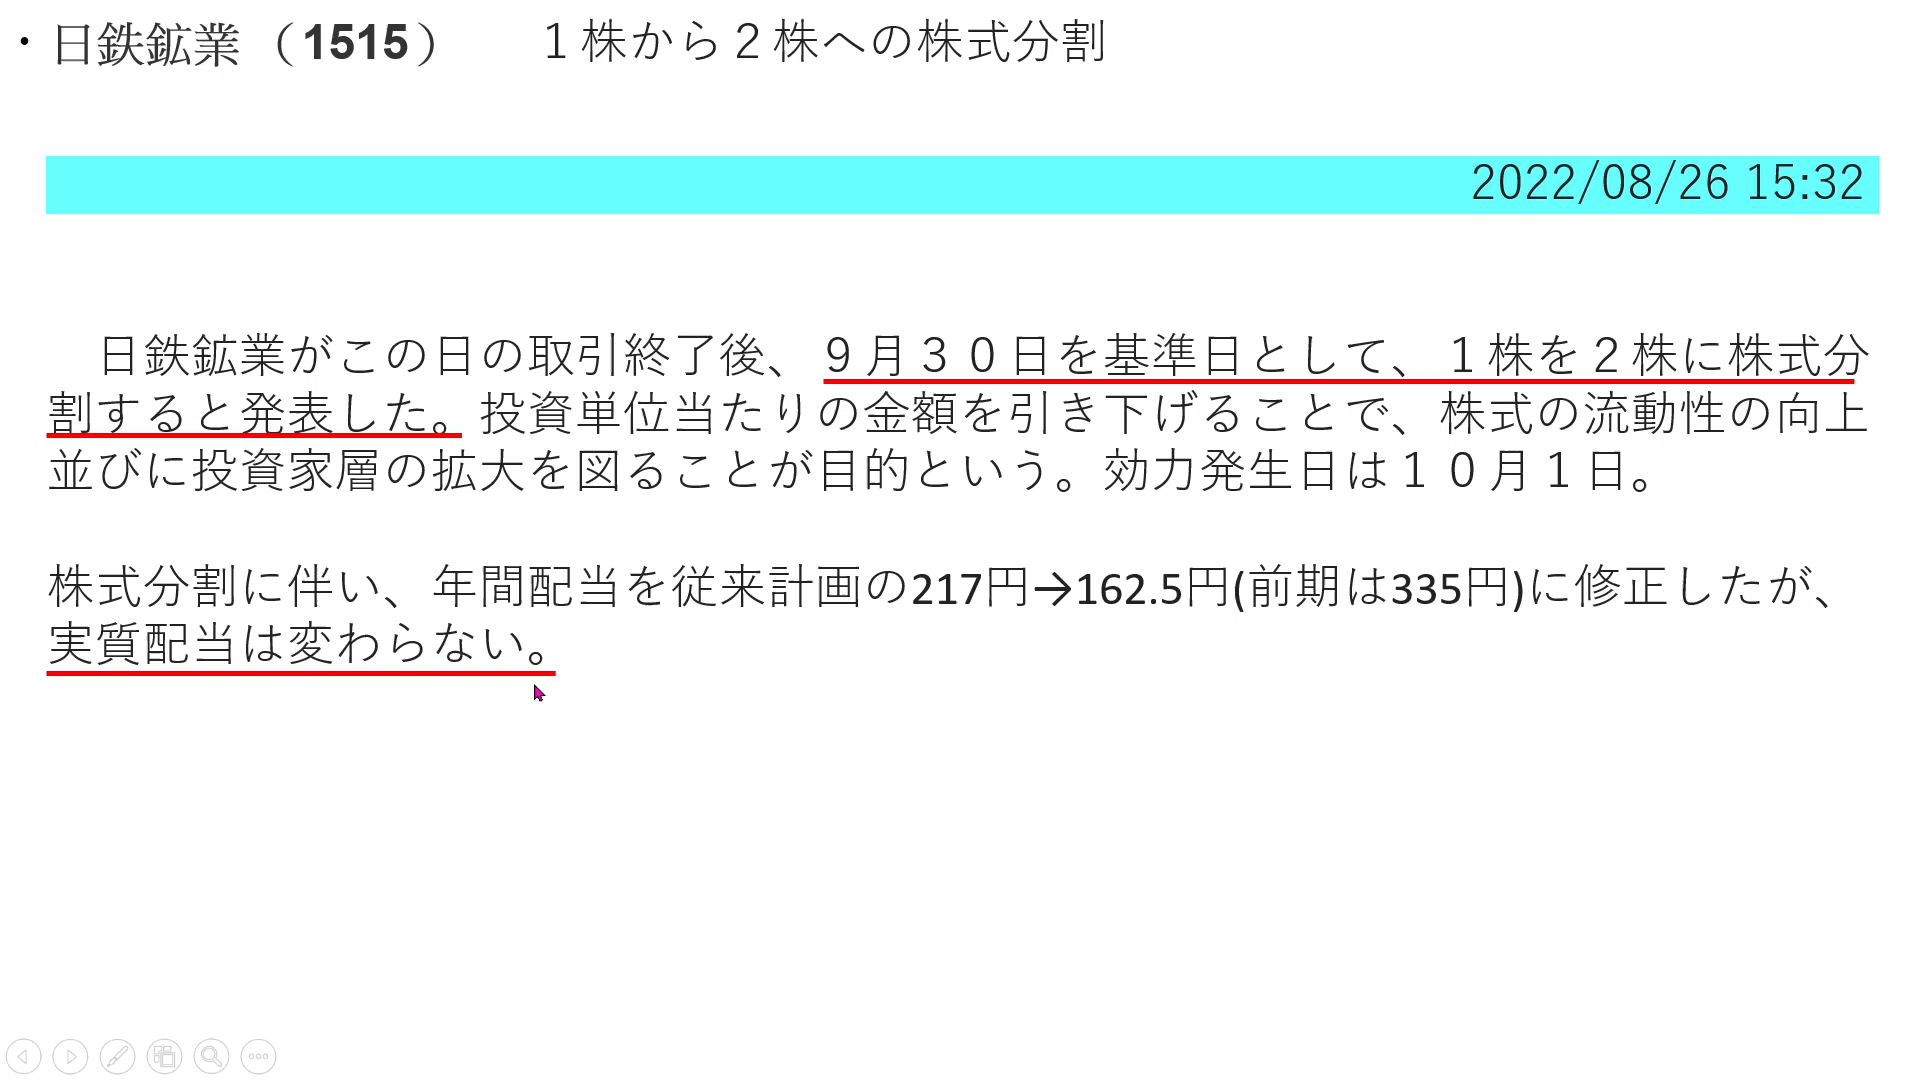 ・日鉄鉱業（1515）　１株から２株への株式分割
2022/08/26 15:32
日鉄鉱業がこの日の取引終了後、９月３０日を基準日として、１株を２株に株式分
割すると発表した。投資単位当たりの金額を引き下げることで、株式の流動性の向上
並びに投資家層の拡大を図ることが目的という。効力発生日は１０月１日。
株式分割に伴い、年間配当を従来計画の217円→162.5円(前期は335円)に修正したが、
実質配当は変わらない。